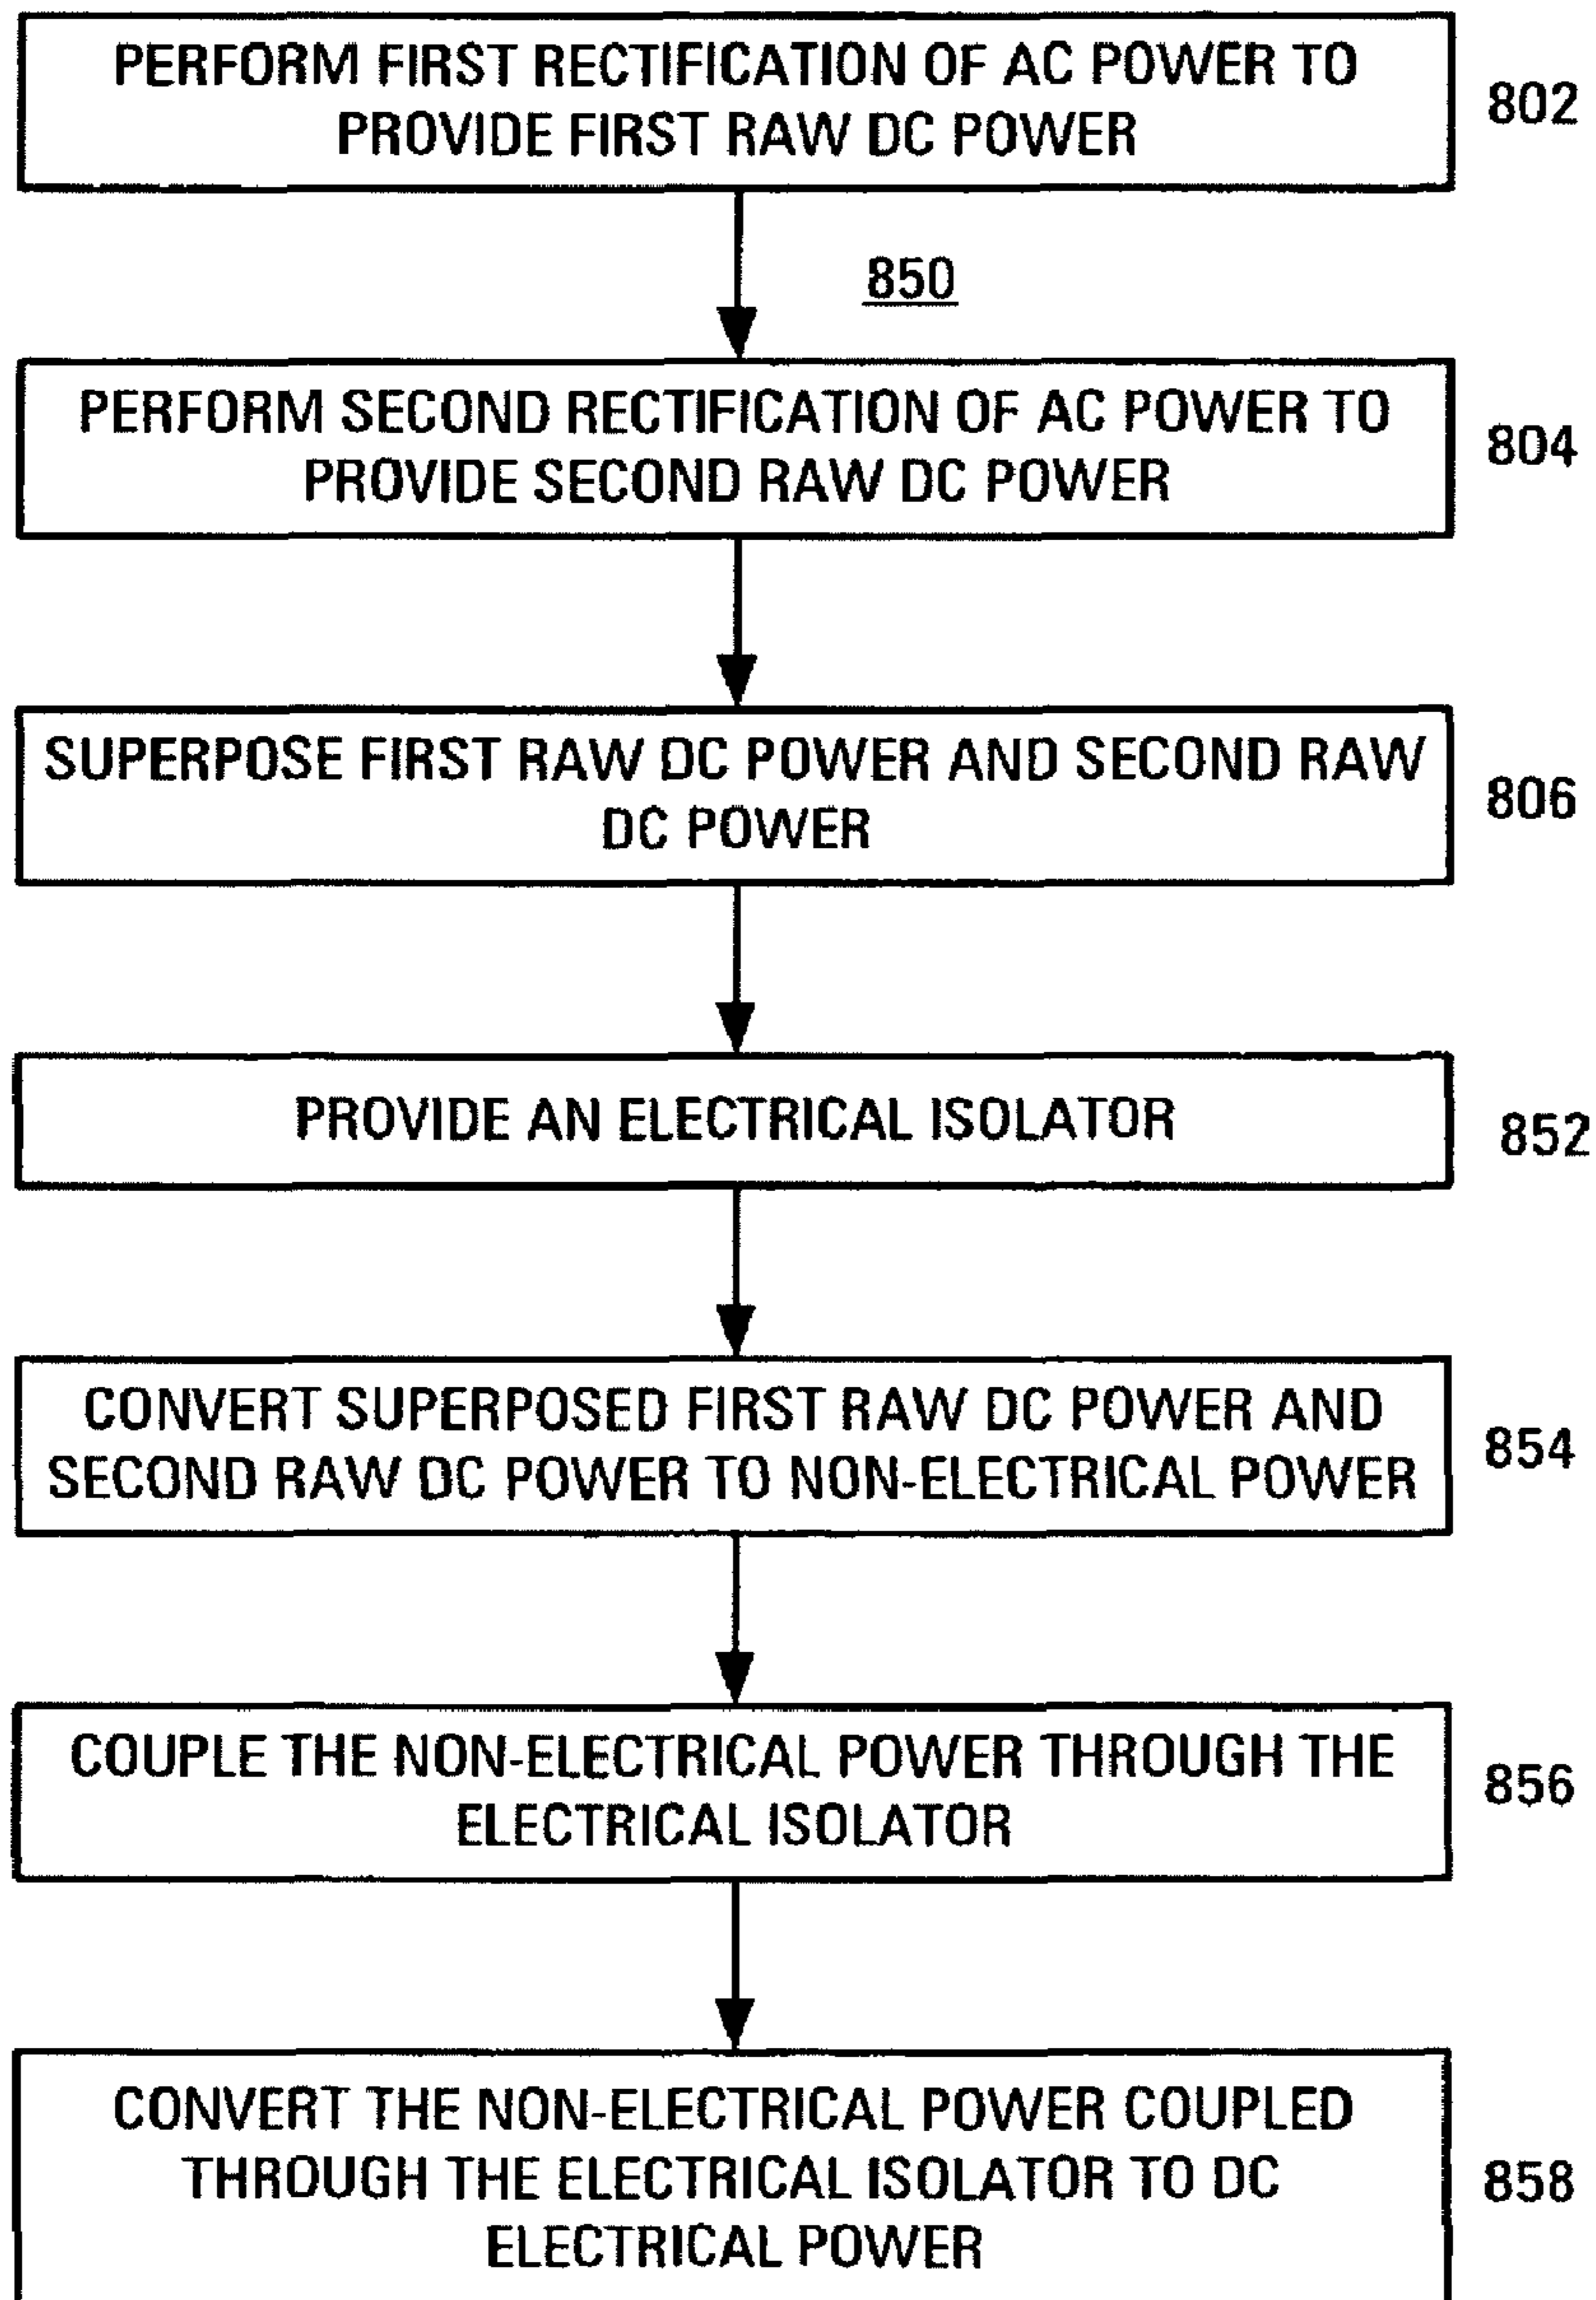 PERFORM FIRST RECTIFICATION OF AC POWER TO
PROVIDE FIRST RAW DC POWER
802
850
PERFORM SECOND RECTIFICATION OF AC POWER TO
PROVIDE SECOND RAW DC POWER
804
SUPERPOSE FIRST RAW DC POWER AND SECOND RAW
DC POWER
806
PROVIDE AN ELECTRICAL ISOLATOR
852
CONVERT SUPERPOSED FIRST RAW DC POWER AND
SECOND RAW DC POWER TO NON-ELECTRICAL POWER
854
COUPLE THE NON-ELECTRICAL POWER THROUGH THE
ELECTRICAL ISOLATOR
856
CONVERT THE NON-ELECTRICAL POWER COUPLED
THROUGH THE ELECTRICAL ISOLATOR TO DC
ELECTRICAL POWER
858